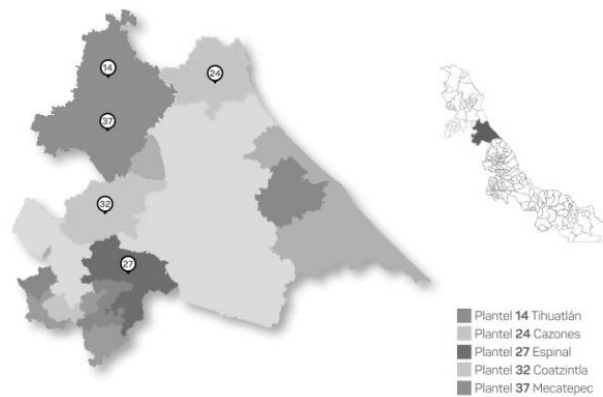 14
24
37
32
27
Plantel 14 Tihuatlán
Plantel 24 Cazones
Plantel 27 Espinal
Plantel 32 Coatzintla
Plantel 37 Mecatepec